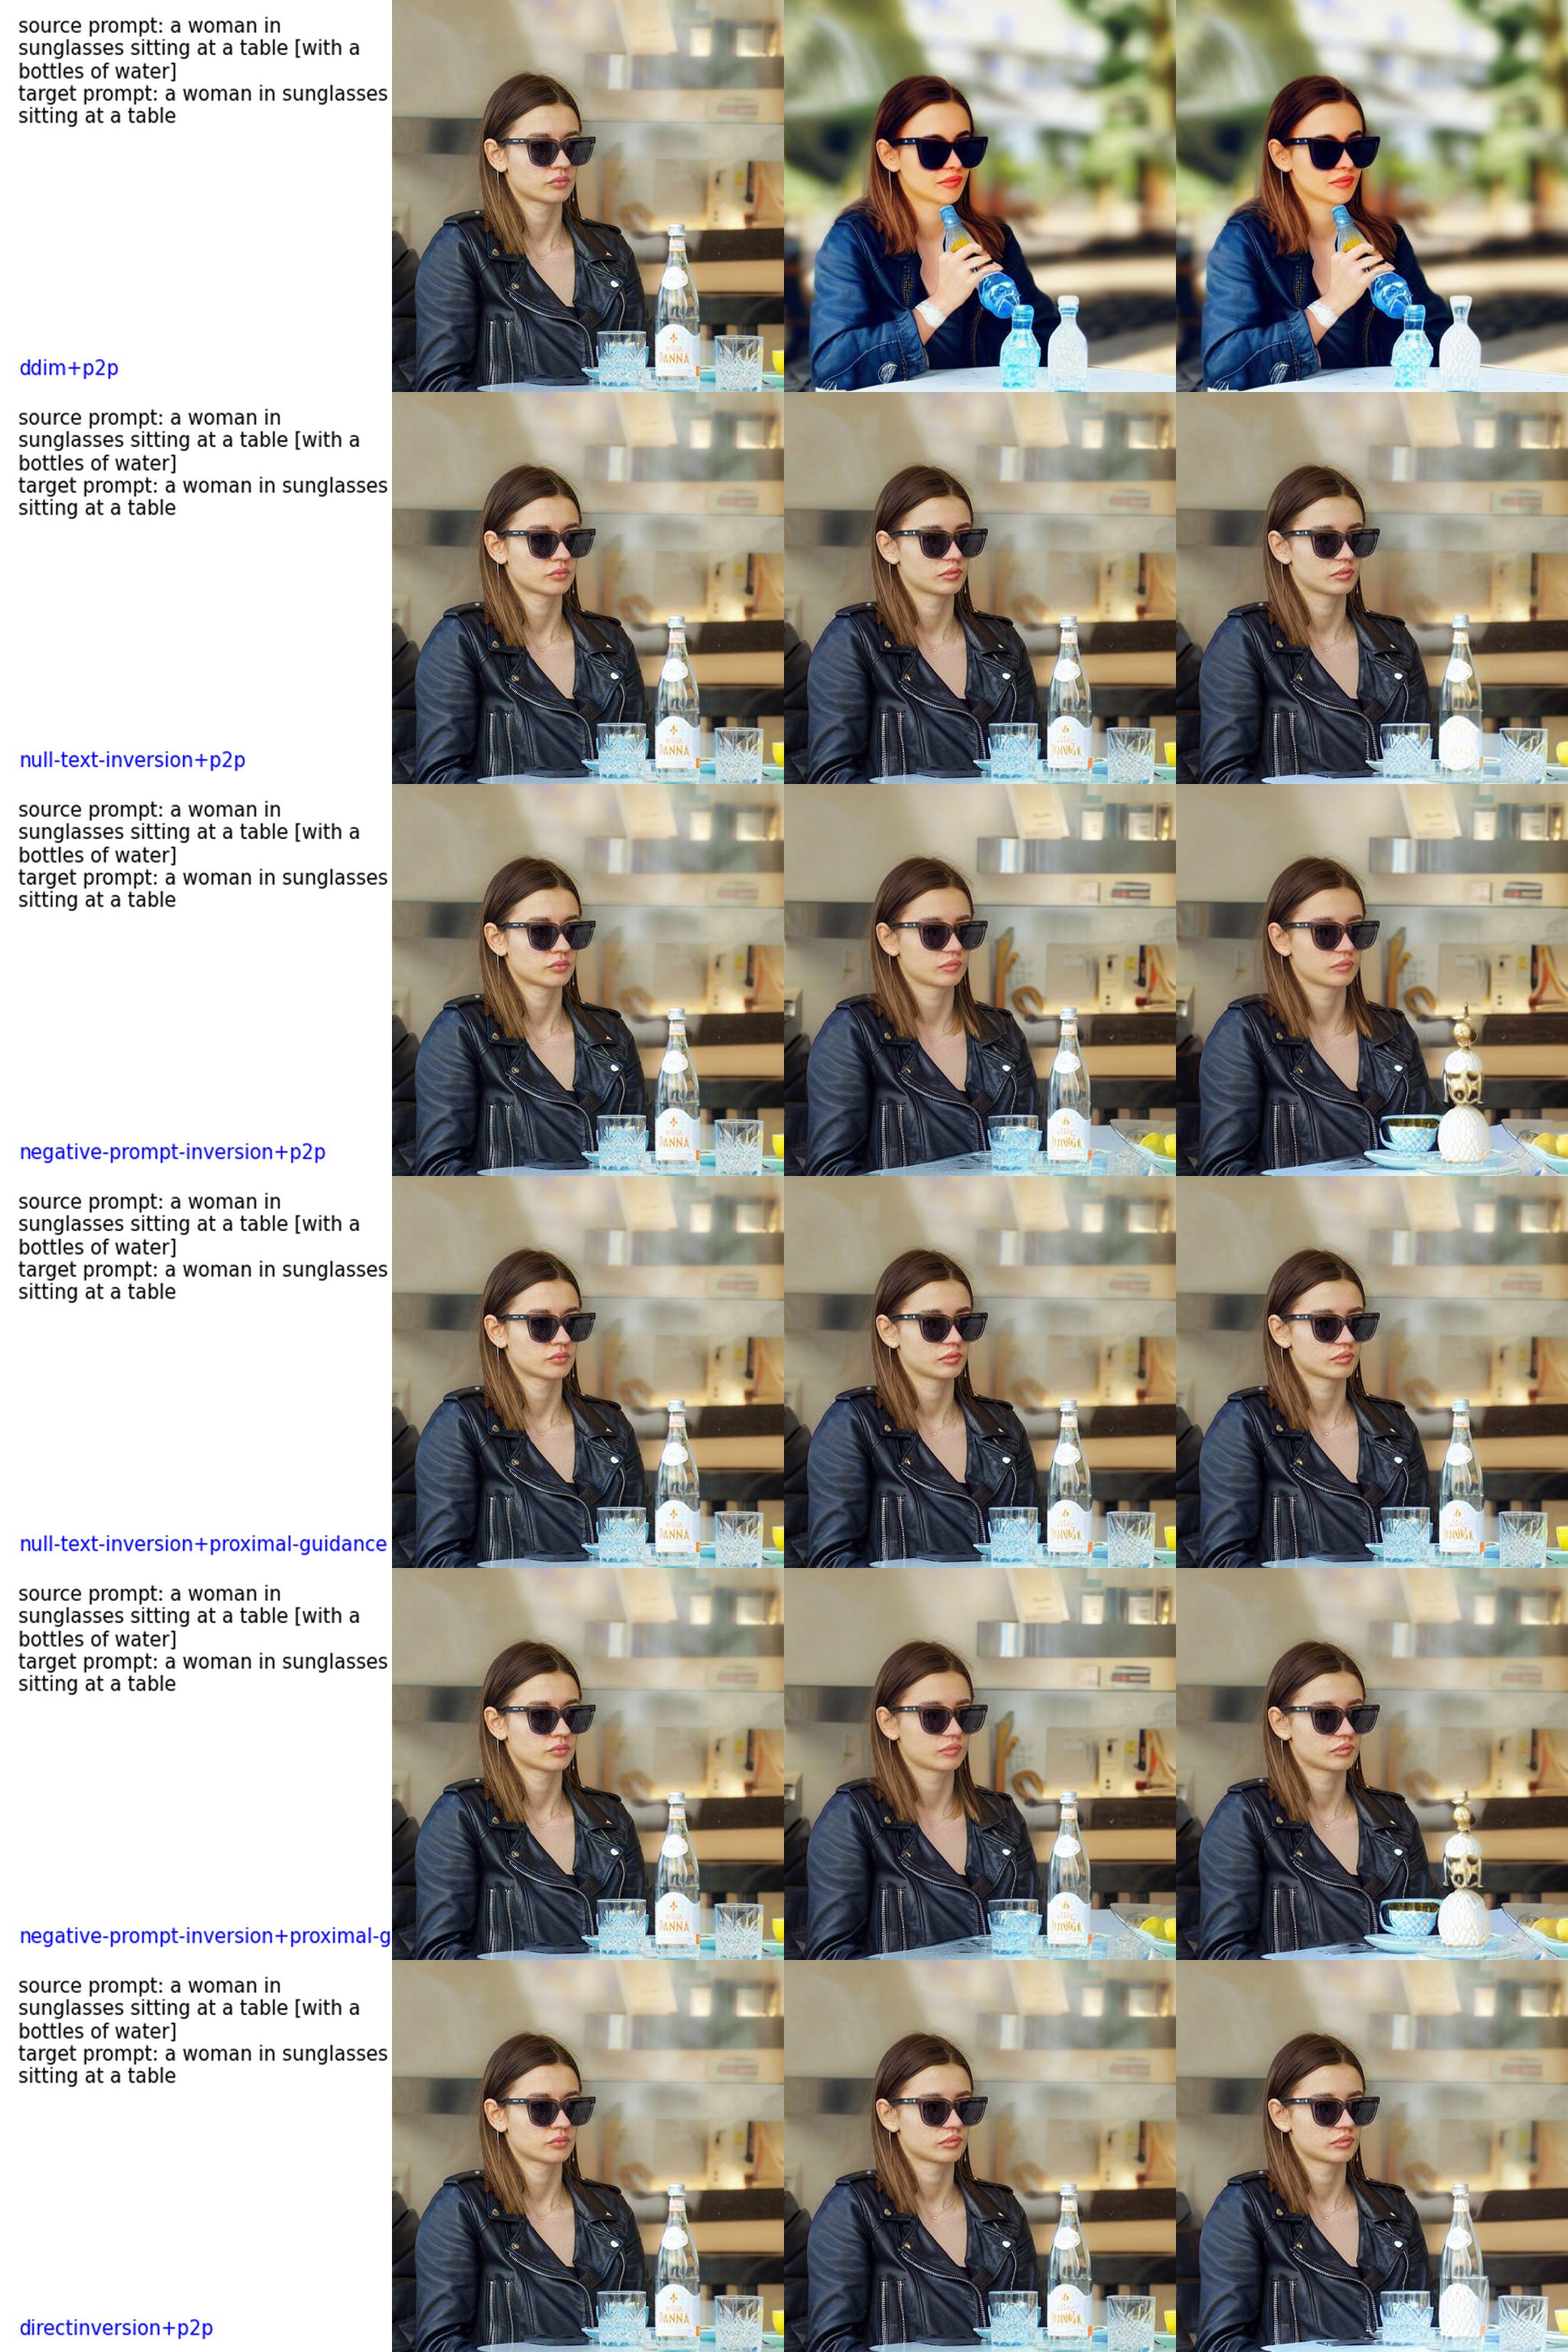 source prompt: a woman in
sunglasses sitting at a table [with a
bottles of water]
target prompt: a woman in sunglasses
sitting at a table
ddim+p2p
PANNA
source prompt: a woman in
sunglasses sitting at a table [with a
bottles of water]
target prompt: a woman in sunglasses
sitting at a table
null-text-inversion+p2p
PANNA
source prompt: a woman in
sunglasses sitting at a table [with a
bottles of water]
target prompt: a woman in sunglasses
sitting at a table
negative-prompt-inversion+p2p
PANNA
source prompt: a woman in
sunglasses sitting at a table [with a
bottles of water]
target prompt: a woman in sunglasses
sitting at a table
null-text-inversion+proximal-guidance
PANNA
source prompt: a woman in
sunglasses sitting at a table [with a
bottles of water]
target prompt: a woman in sunglasses
sitting at a table
negative-prompt-inversion+proximal-g
PANNA
source prompt: a woman in
sunglasses sitting at a table [with a
bottles of water]
target prompt: a woman in sunglasses
sitting at a table
directinversion+p2p
PANNA